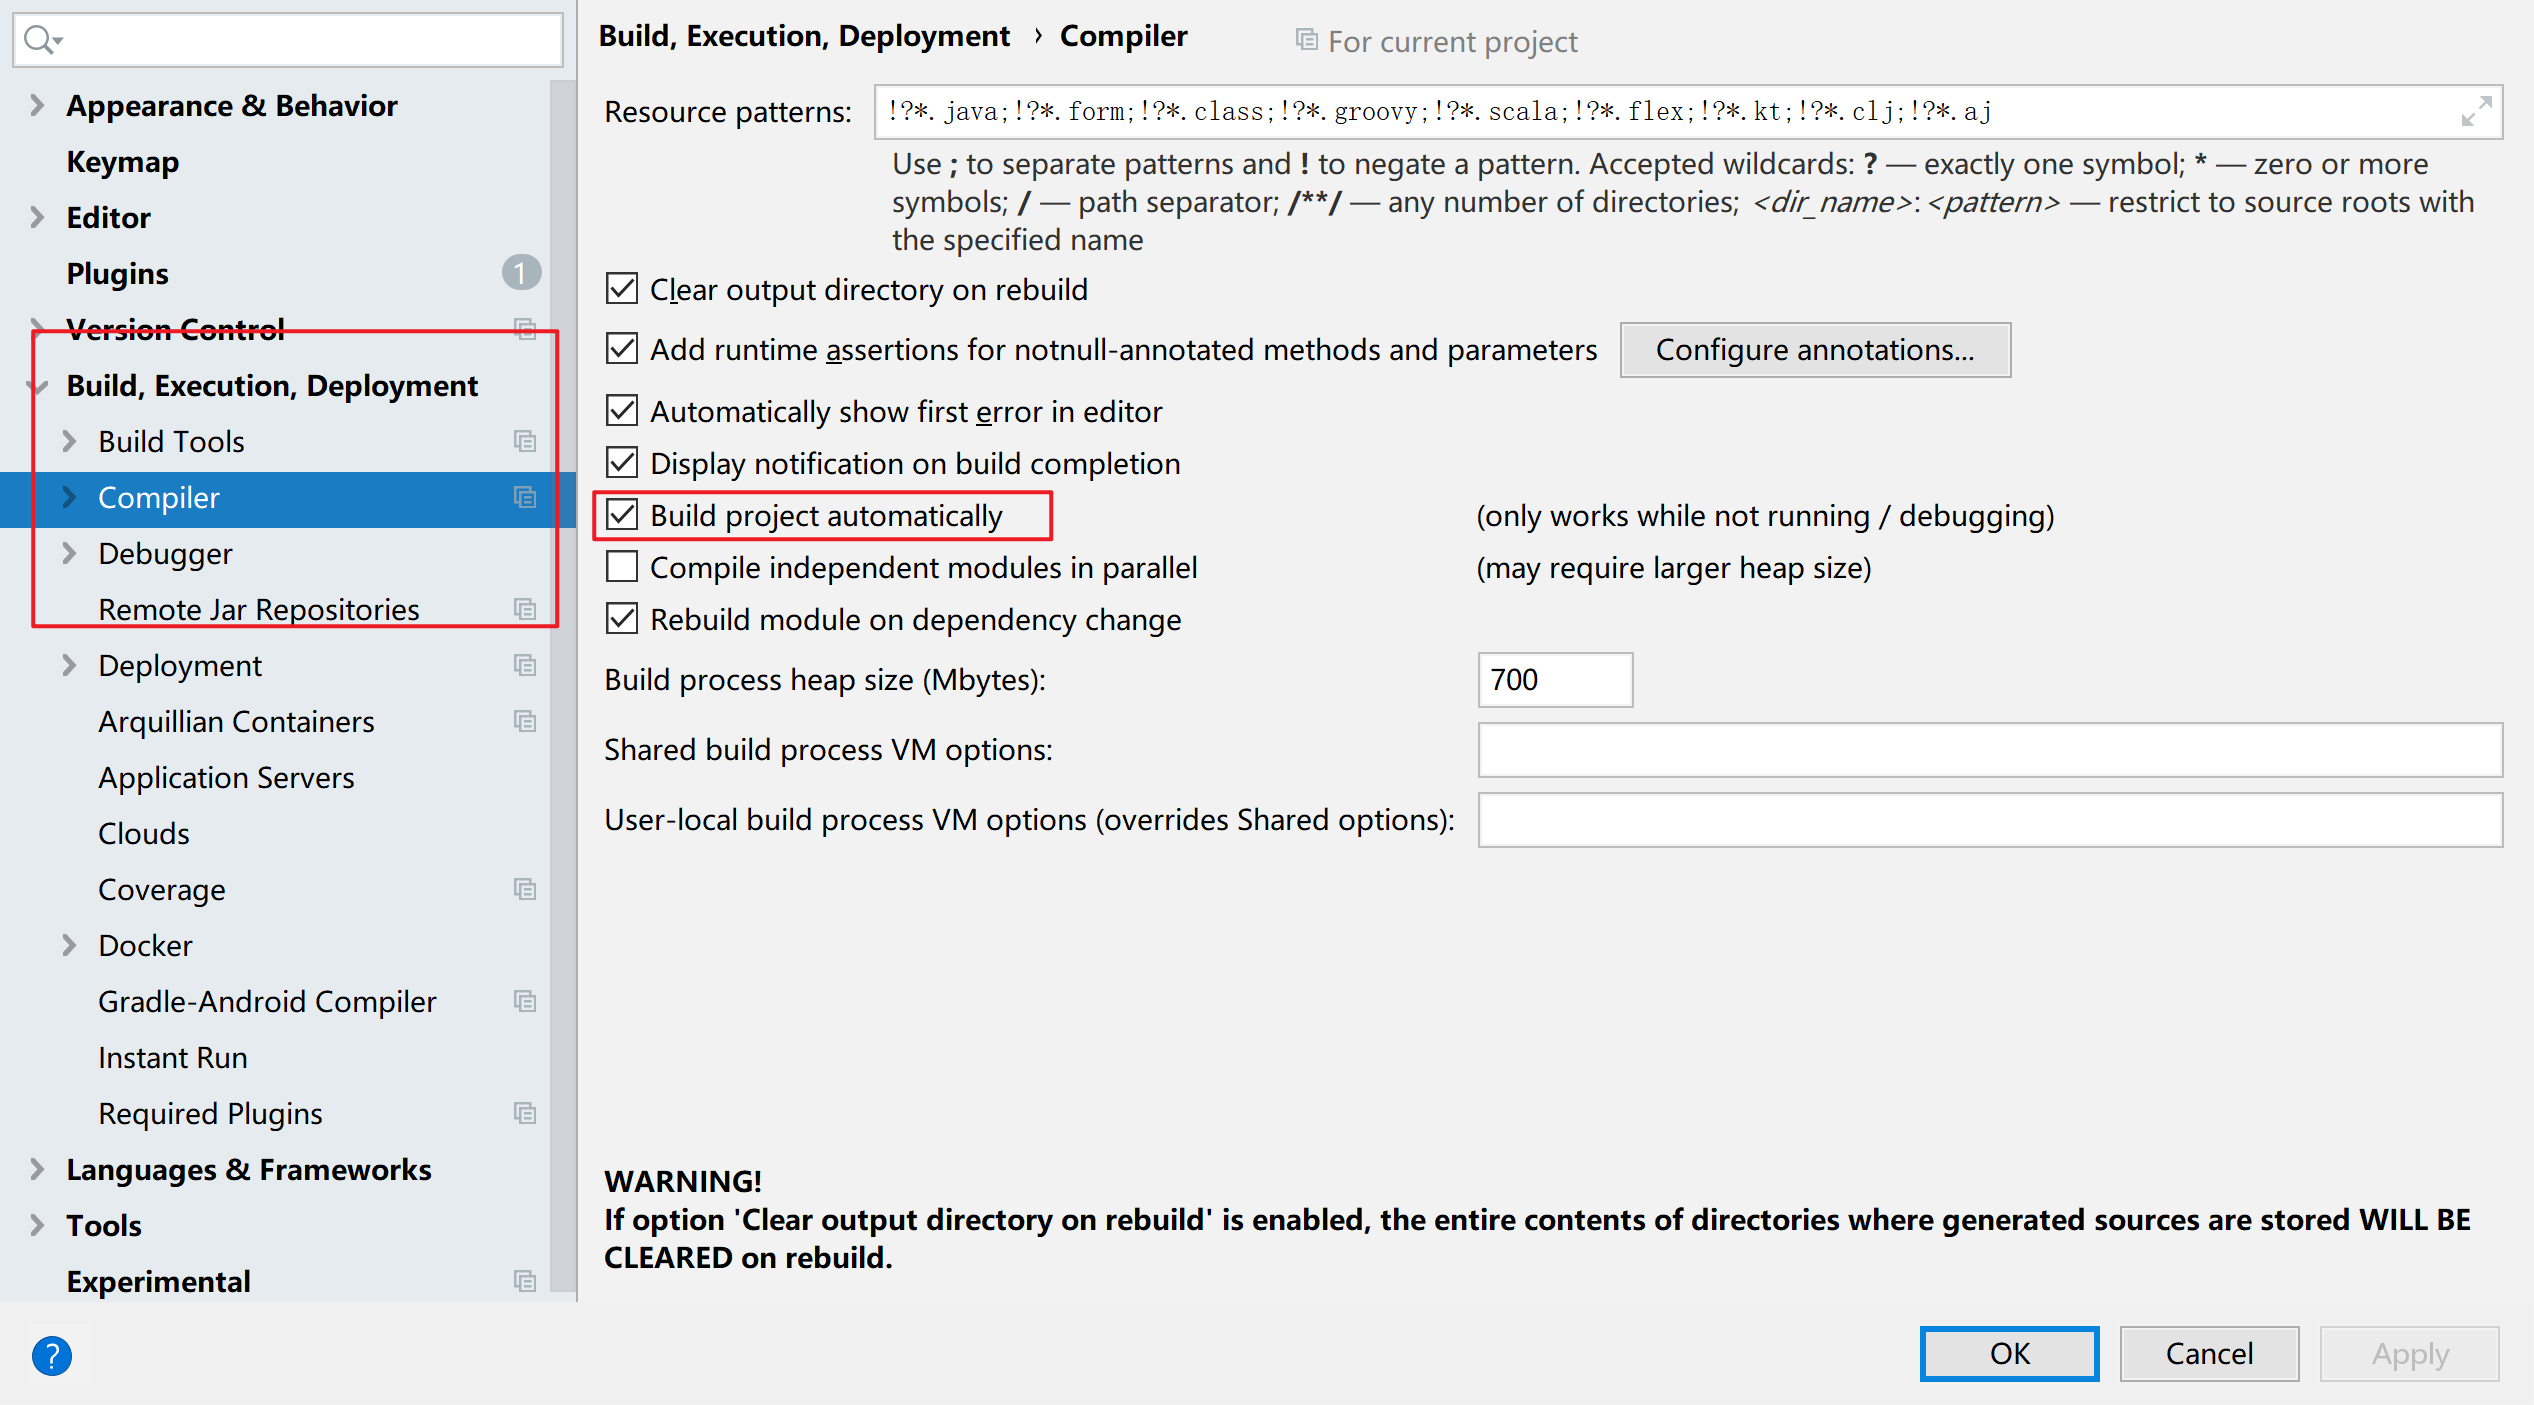 Appearance & Behavior
Keymap
Editor
Plugins 1
Version Control
Build, Execution, Deployment
Build Tools
Compiler
Debugger
Remote Jar Repositories
Deployment
Arquillian Containers
Application Servers
Clouds
Coverage
Docker
Gradle-Android Compiler
Instant Run
Required Plugins
Languages & Frameworks
Tools
Experimental
Build, Execution, Deployment › Compiler For current project
Resource patterns: !?*.java;!?*.form;!?*.class;!?*.groovy;!?*.scala;!?*.flex;!?*.kt;!?*.clj;!?*.aj
Use ; to separate patterns and ! to negate a pattern. Accepted wildcards: ? — exactly one symbol; * — zero or more
symbols; / — path separator; /**/ — any number of directories; <dir_name>:<pattern> — restrict to source roots with
the specified name
Clear output directory on rebuild
Add runtime assertions for notnull-annotated methods and parameters Configure annotations...
Automatically show first error in editor
Display notification on build completion
Build project automatically (only works while not running / debugging)
Compile independent modules in parallel (may require larger heap size)
Rebuild module on dependency change
Build process heap size (Mbytes): 700
Shared build process VM options:
User-local build process VM options (overrides Shared options):
WARNING!
If option 'Clear output directory on rebuild' is enabled, the entire contents of directories where generated sources are stored WILL BE
CLEARED on rebuild.
? OK Cancel Apply